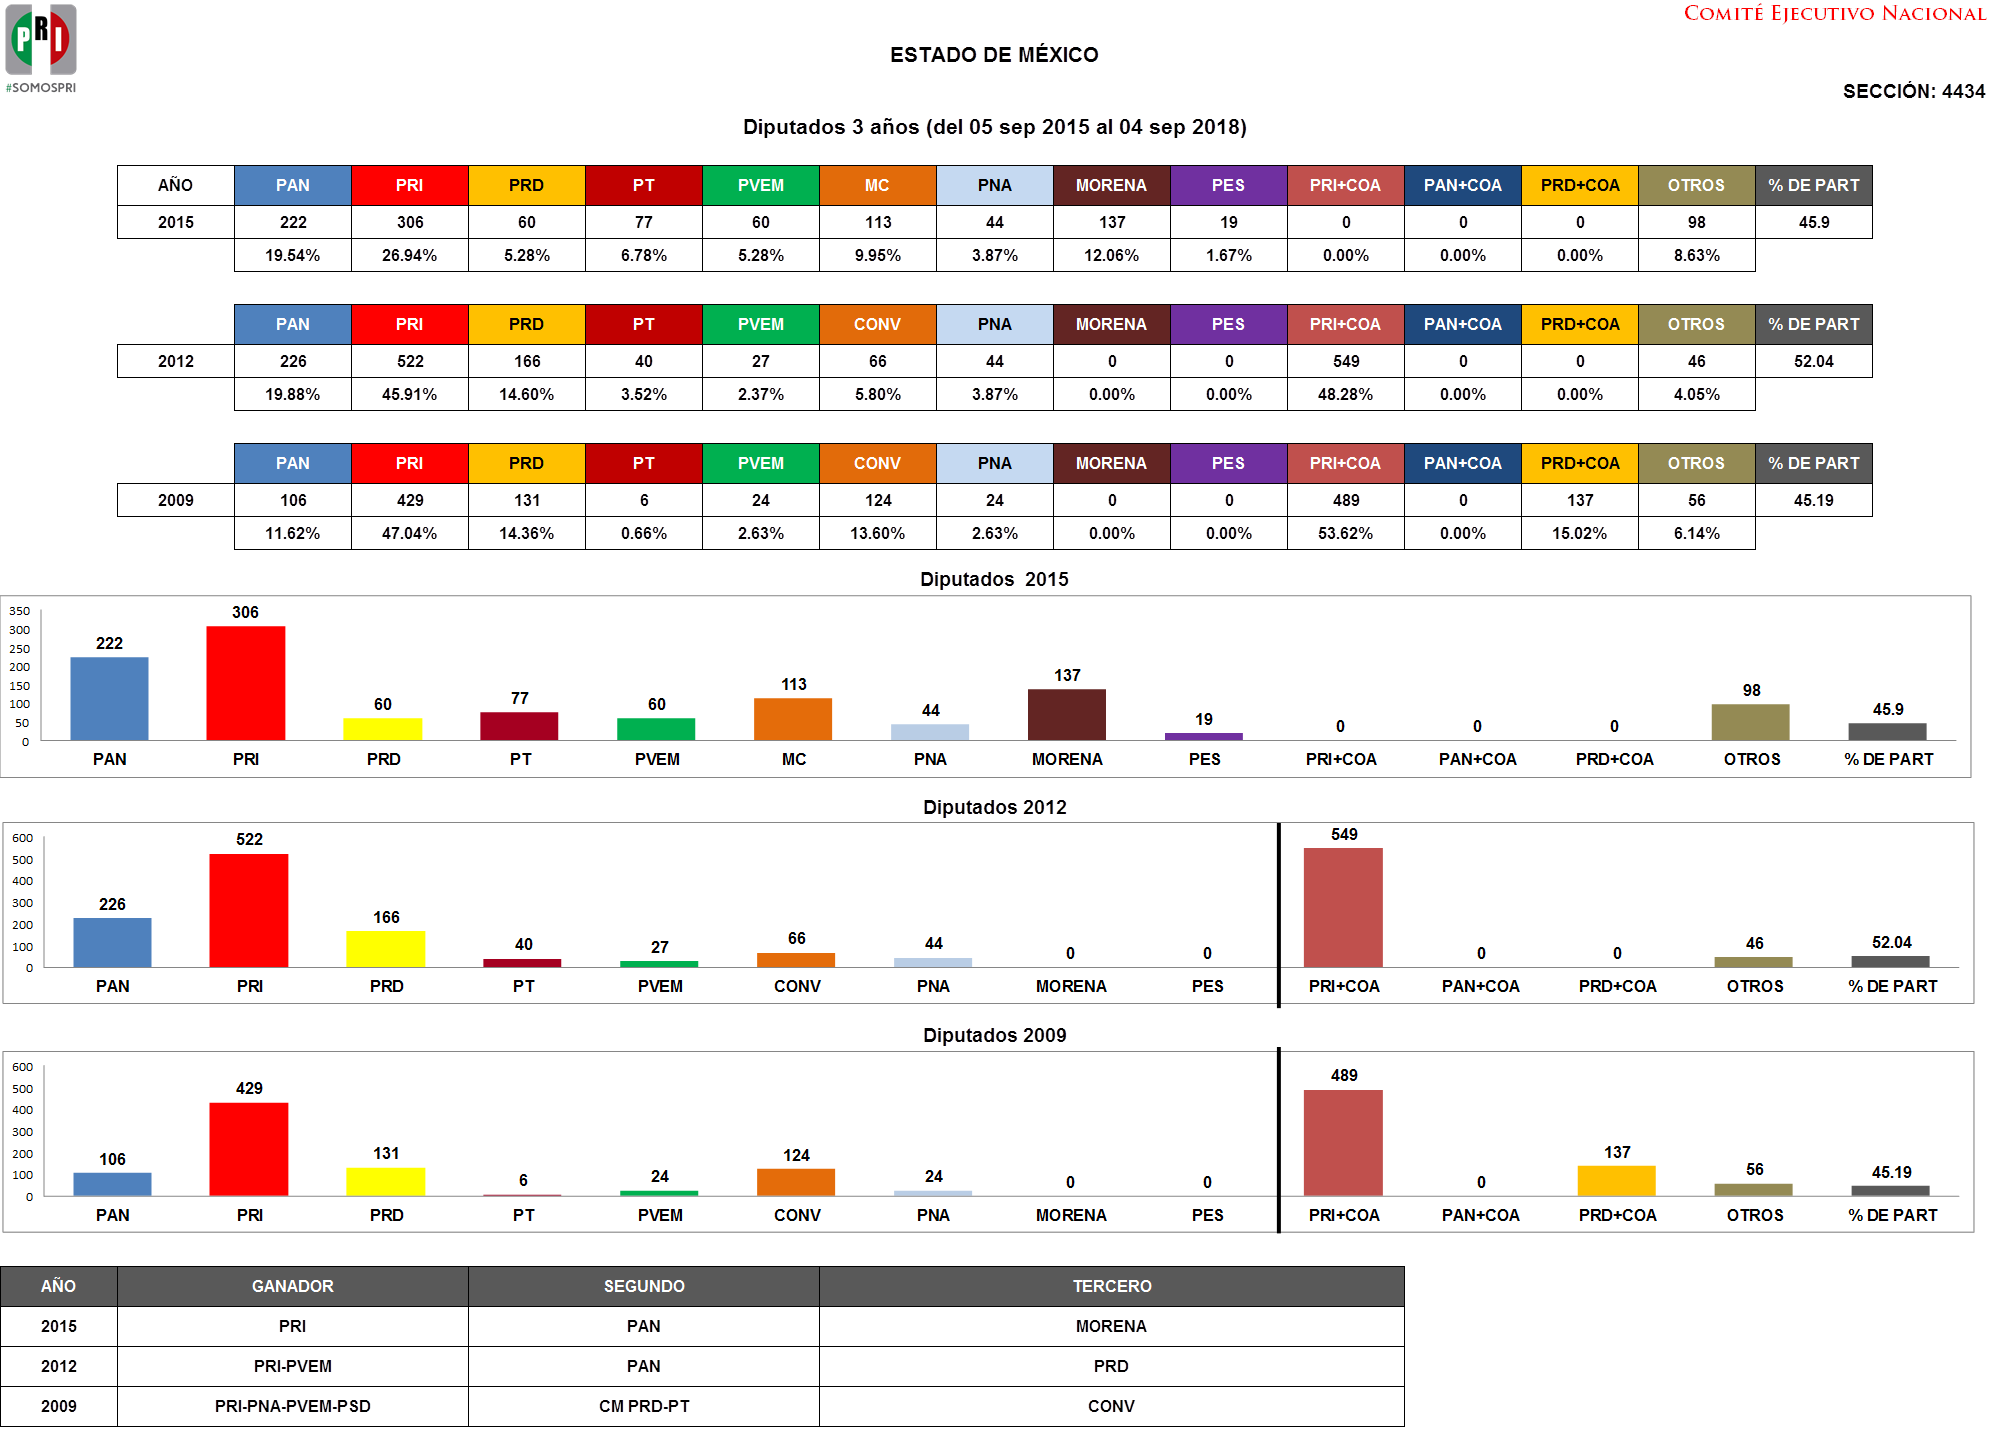 PRI
#SOMOSPRI
COMITÉ EJECUTIVO NACIONAL
ESTADO DE MÉXICO
SECCIÓN: 4434
Diputados 3 años (del 05 sep 2015 al 04 sep 2018)
AÑO PAN PRI PRD PT PVEM MC PNA MORENA PES PRI+COA PAN+COA PRD+COA OTROS % DE PART
2015 222 306 60 77 60 113 44 137 19 0 0 0 98 45.9
19.54% 26.94% 5.28% 6.78% 5.28% 9.95% 3.87% 12.06% 1.67% 0.00% 0.00% 0.00% 8.63%
PAN PRI PRD PT PVEM CONV PNA MORENA PES PRI+COA PAN+COA PRD+COA OTROS % DE PART
2012 226 522 166 40 27 66 44 0 0 549 0 0 46 52.04
19.88% 45.91% 14.60% 3.52% 2.37% 5.80% 3.87% 0.00% 0.00% 48.28% 0.00% 0.00% 4.05%
PAN PRI PRD PT PVEM CONV PNA MORENA PES PRI+COA PAN+COA PRD+COA OTROS % DE PART
2009 106 429 131 6 24 124 24 0 0 489 0 137 56 45.19
11.62% 47.04% 14.36% 0.66% 2.63% 13.60% 2.63% 0.00% 0.00% 53.62% 0.00% 15.02% 6.14%
Diputados 2015
350
300
250
200
150
100
50
0
222 306 60 77 60 113 44 137 19 0 0 0 98 45.9
PAN PRI PRD PT PVEM MC PNA MORENA PES PRI+COA PAN+COA PRD+COA OTROS % DE PART
Diputados 2012
600
500
400
300
200
100
0
226 522 166 40 27 66 44 0 0 549 0 0 46 52.04
PAN PRI PRD PT PVEM CONV PNA MORENA PES PRI+COA PAN+COA PRD+COA OTROS % DE PART
Diputados 2009
600
500
400
300
200
100
0
106 429 131 6 24 124 24 0 0 489 0 137 56 45.19
PAN PRI PRD PT PVEM CONV PNA MORENA PES PRI+COA PAN+COA PRD+COA OTROS % DE PART
AÑO GANADOR SEGUNDO TERCERO
2015 PRI PAN MORENA
2012 PRI-PVEM PAN PRD
2009 PRI-PNA-PVEM-PSD CM PRD-PT CONV